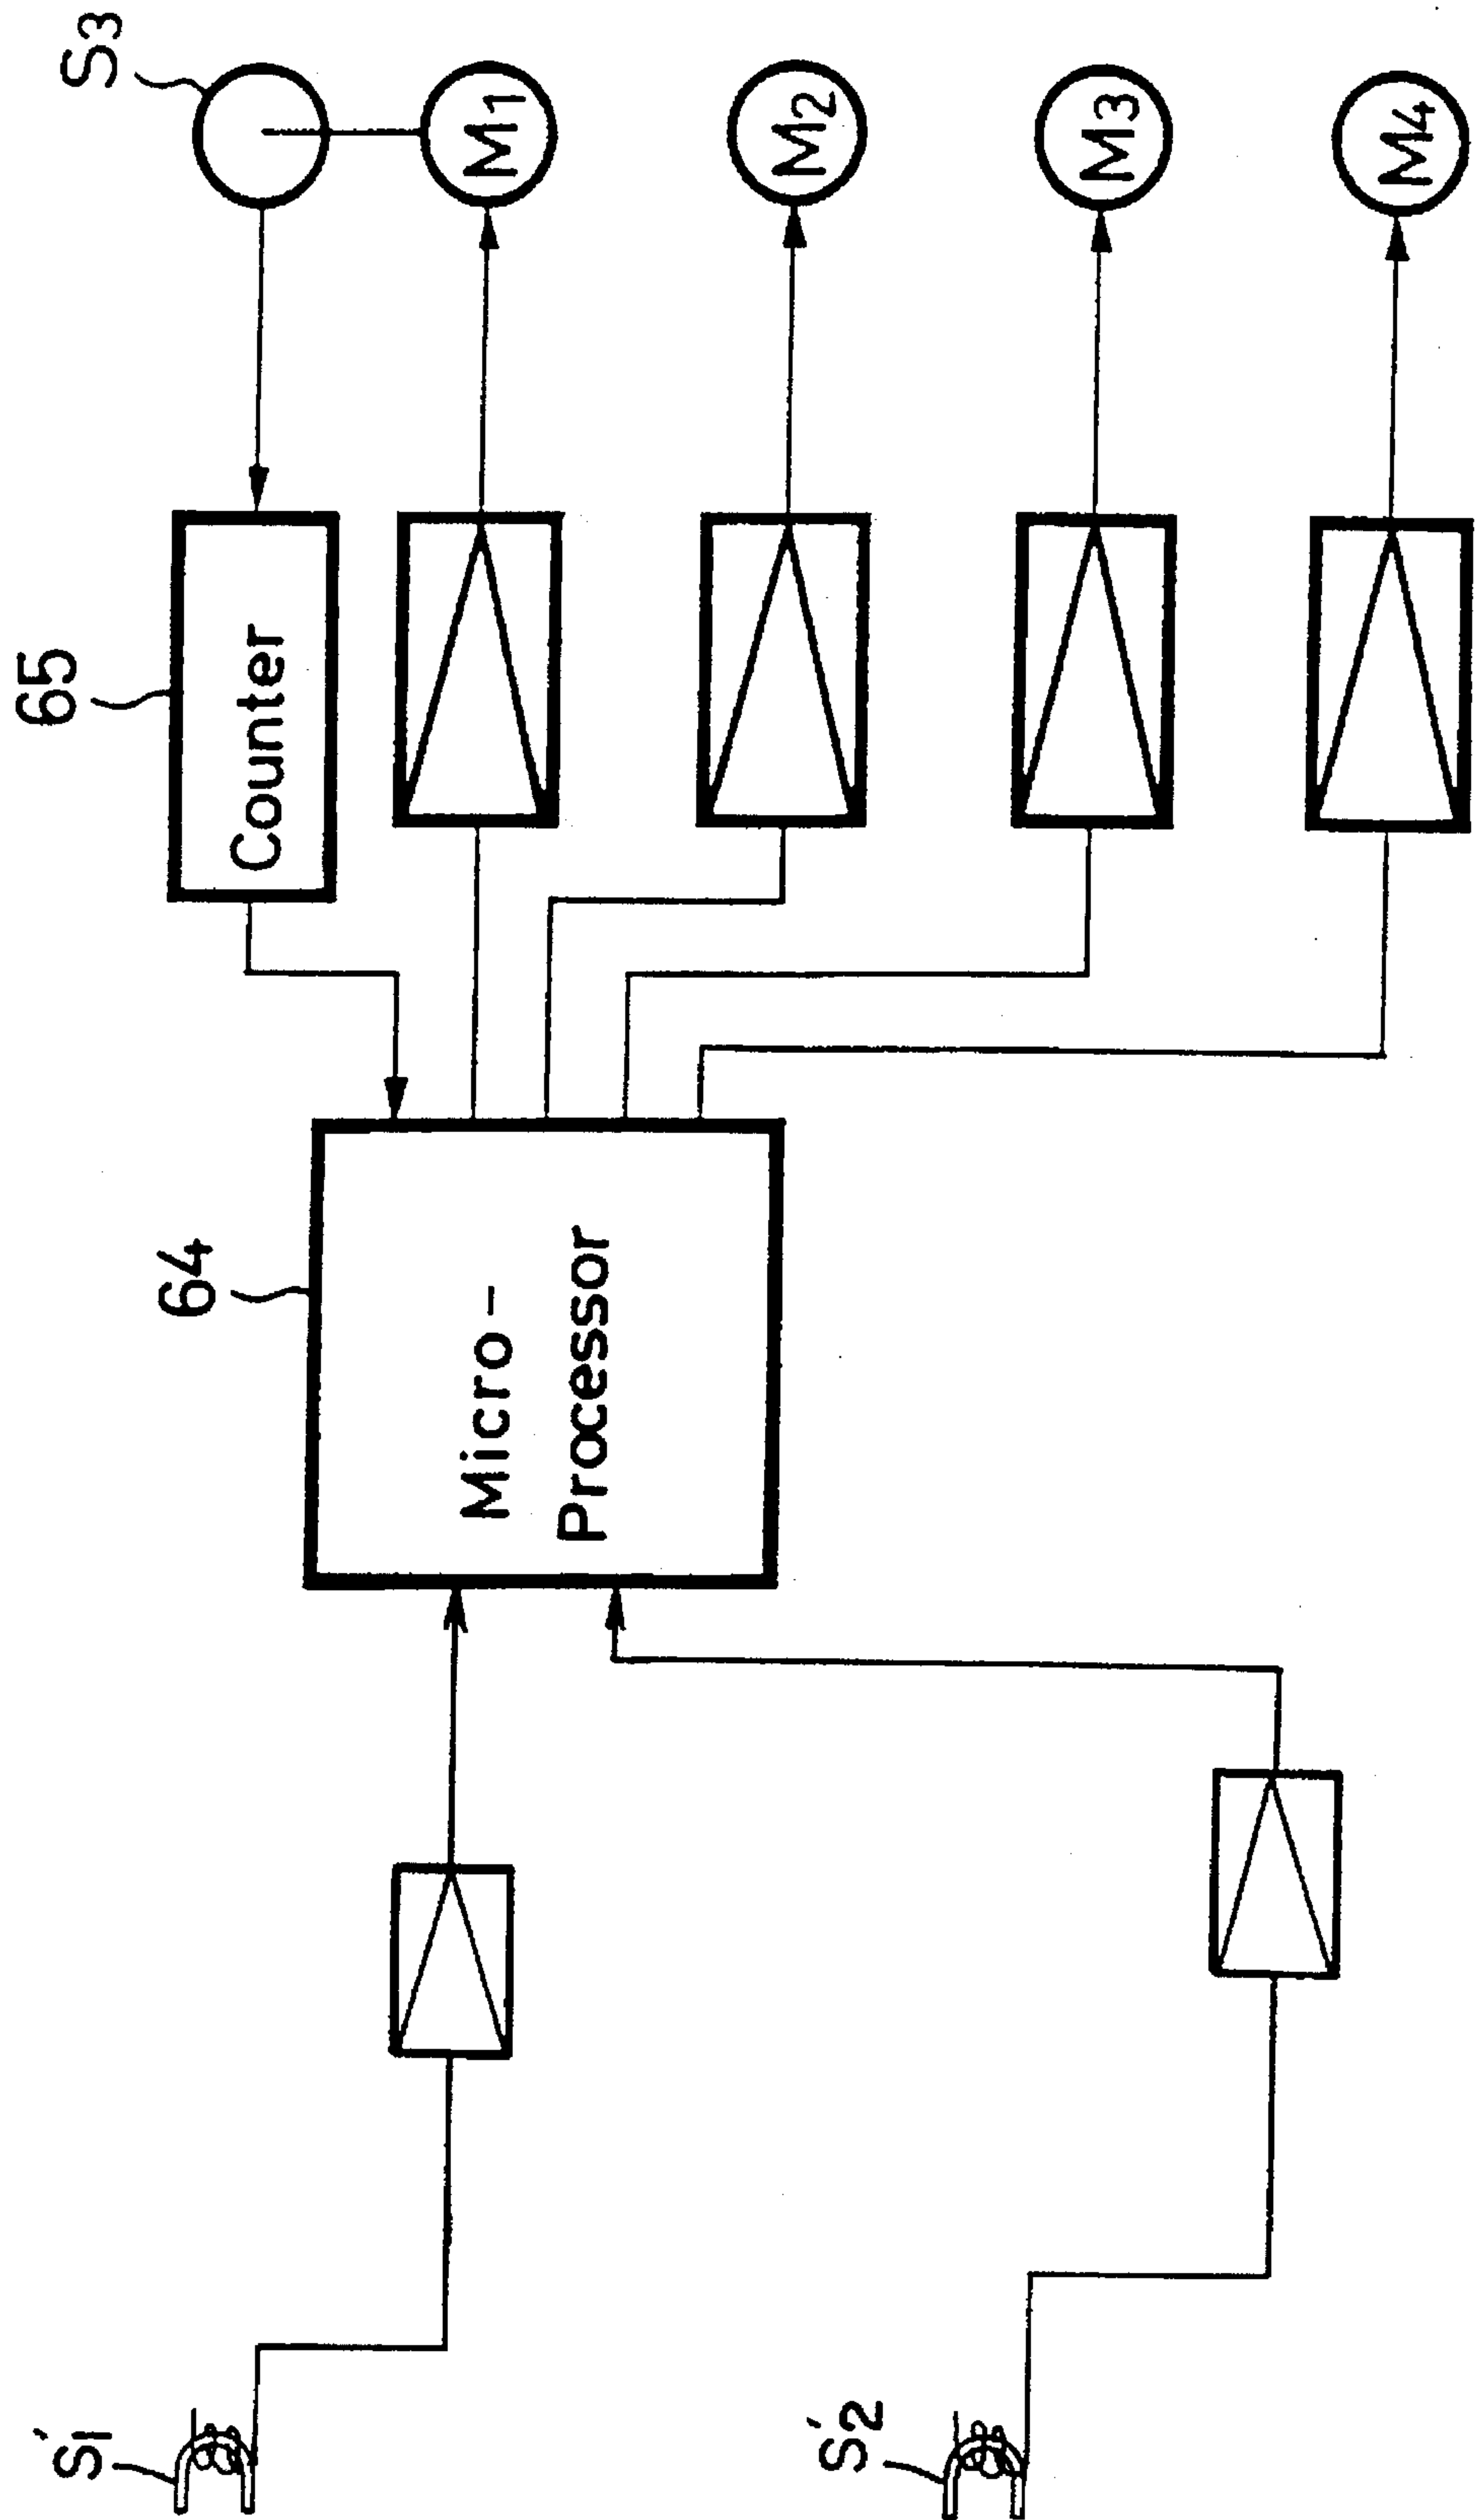 S1
S2
64
Micro-
Processor
65
Counter
S3
M1
M2
M3
M4